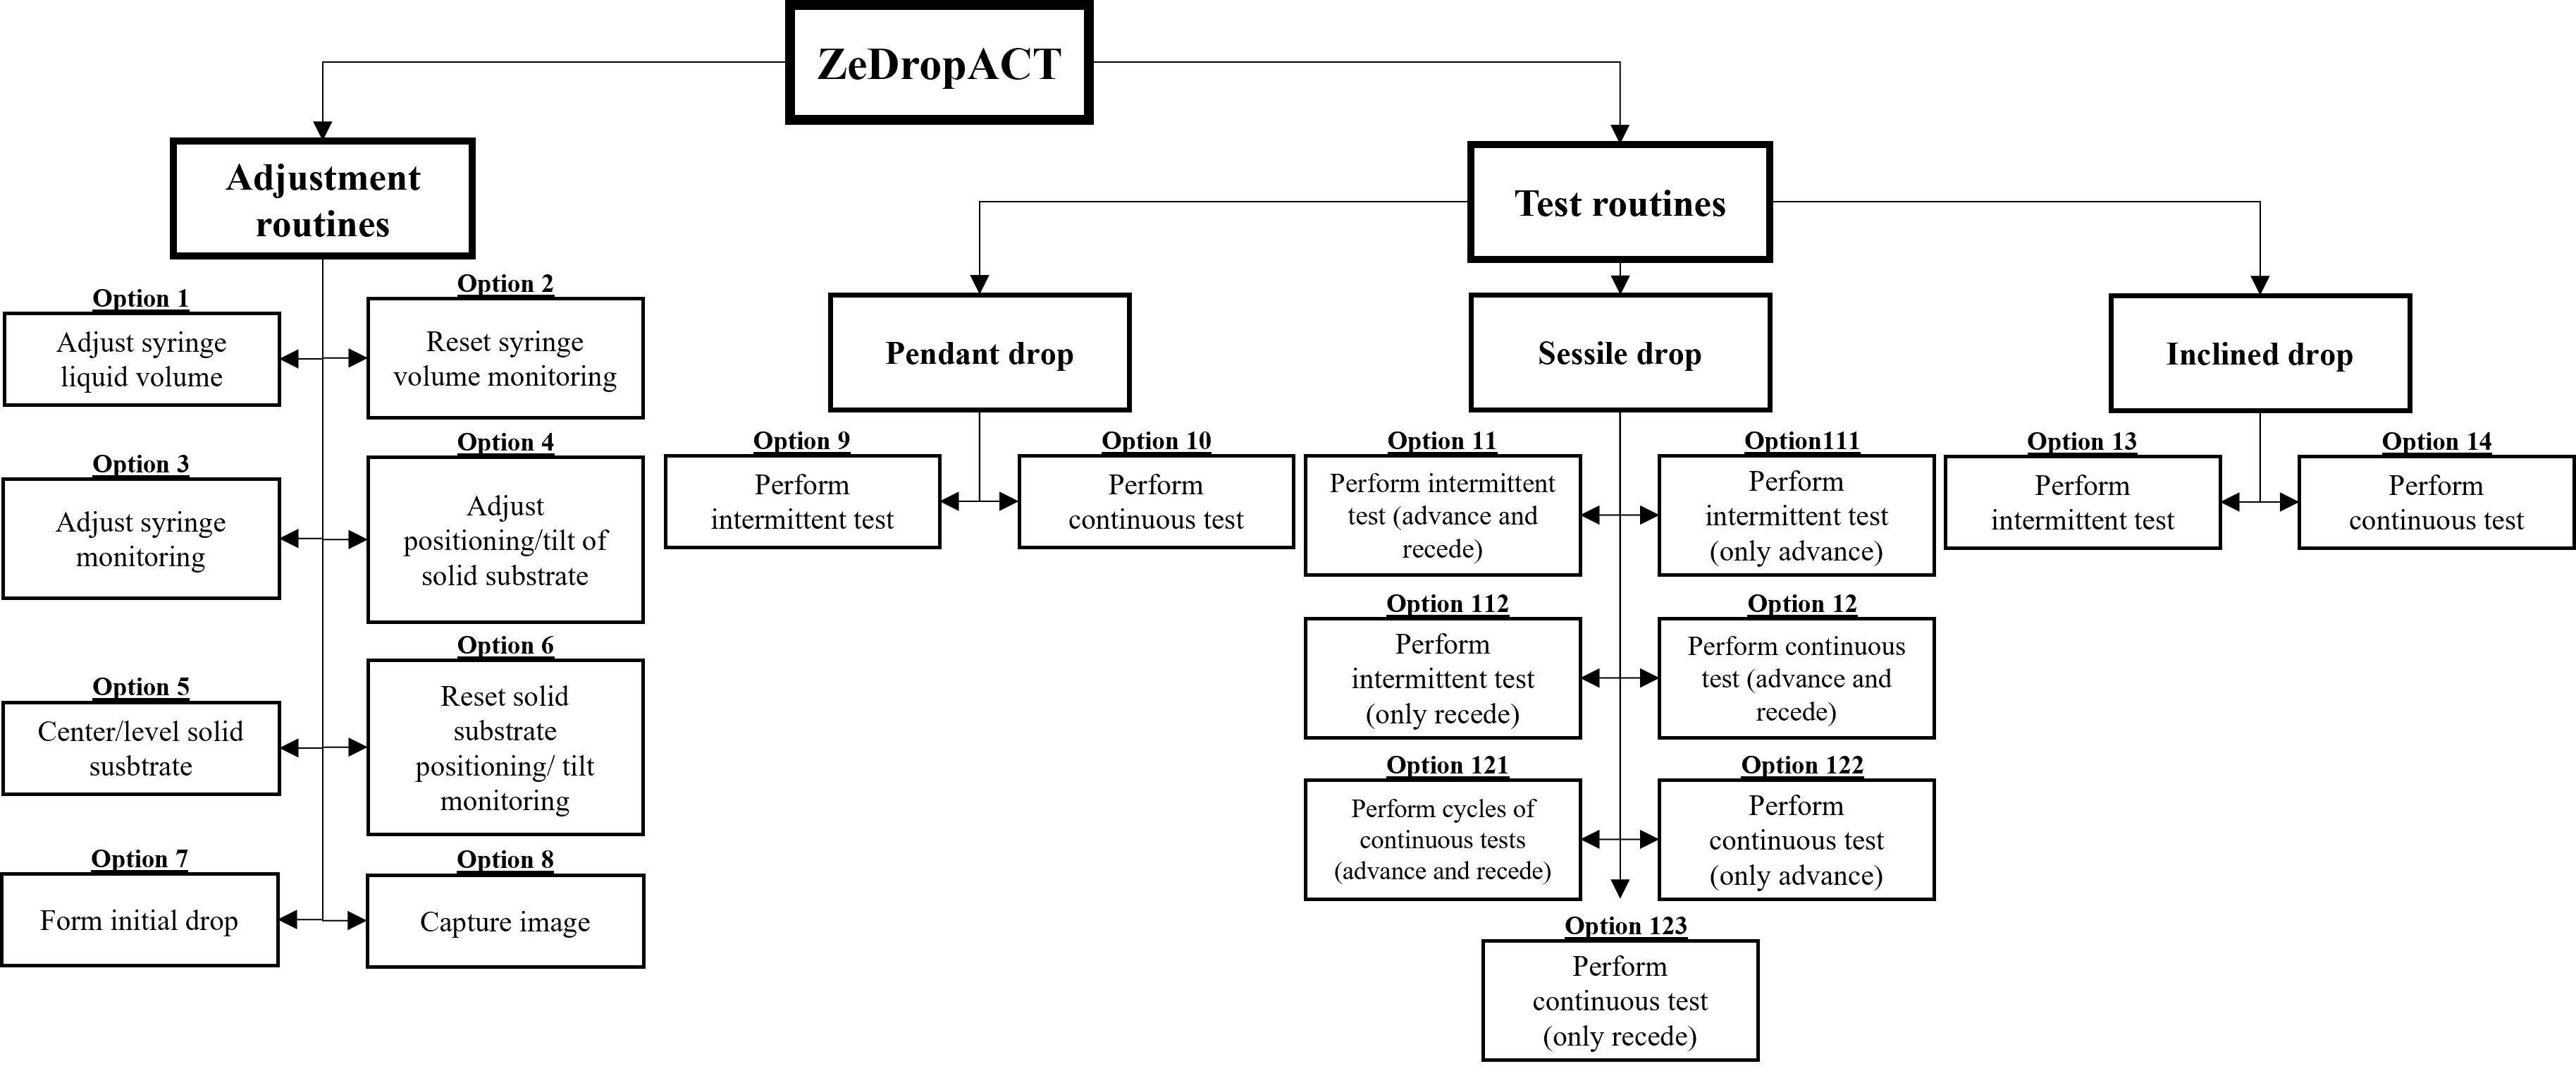 ZeDropACT
Adjustment
routines
Option 1
Adjust syringe
liquid volume
Option 2
Reset syringe
volume monitoring
Option 3
Adjust syringe
monitoring
Option 4
Adjust
positioning/tilt of
solid substrate
Option 5
Center/level solid
susbtrate
Option 6
Reset solid
substrate
positioning/ tilt
monitoring
Option 7
Form initial drop
Option 8
Capture image
Test routines
Pendant drop
Option 9
Perform
intermittent test
Option 10
Perform
continuous test
Sessile drop
Option 11
Perform intermittent
test (advance and
recede)
Option111
Perform
intermittent test
(only advance)
Option 112
Perform
intermittent test
(only recede)
Option 12
Perform continuous
test (advance and
recede)
Option 121
Perform cycles of
continuous tests
(advance and recede)
Option 122
Perform
continuous test
(only advance)
Option 123
Perform
continuous test
(only recede)
Inclined drop
Option 13
Perform
intermittent test
Option 14
Perform
continuous test